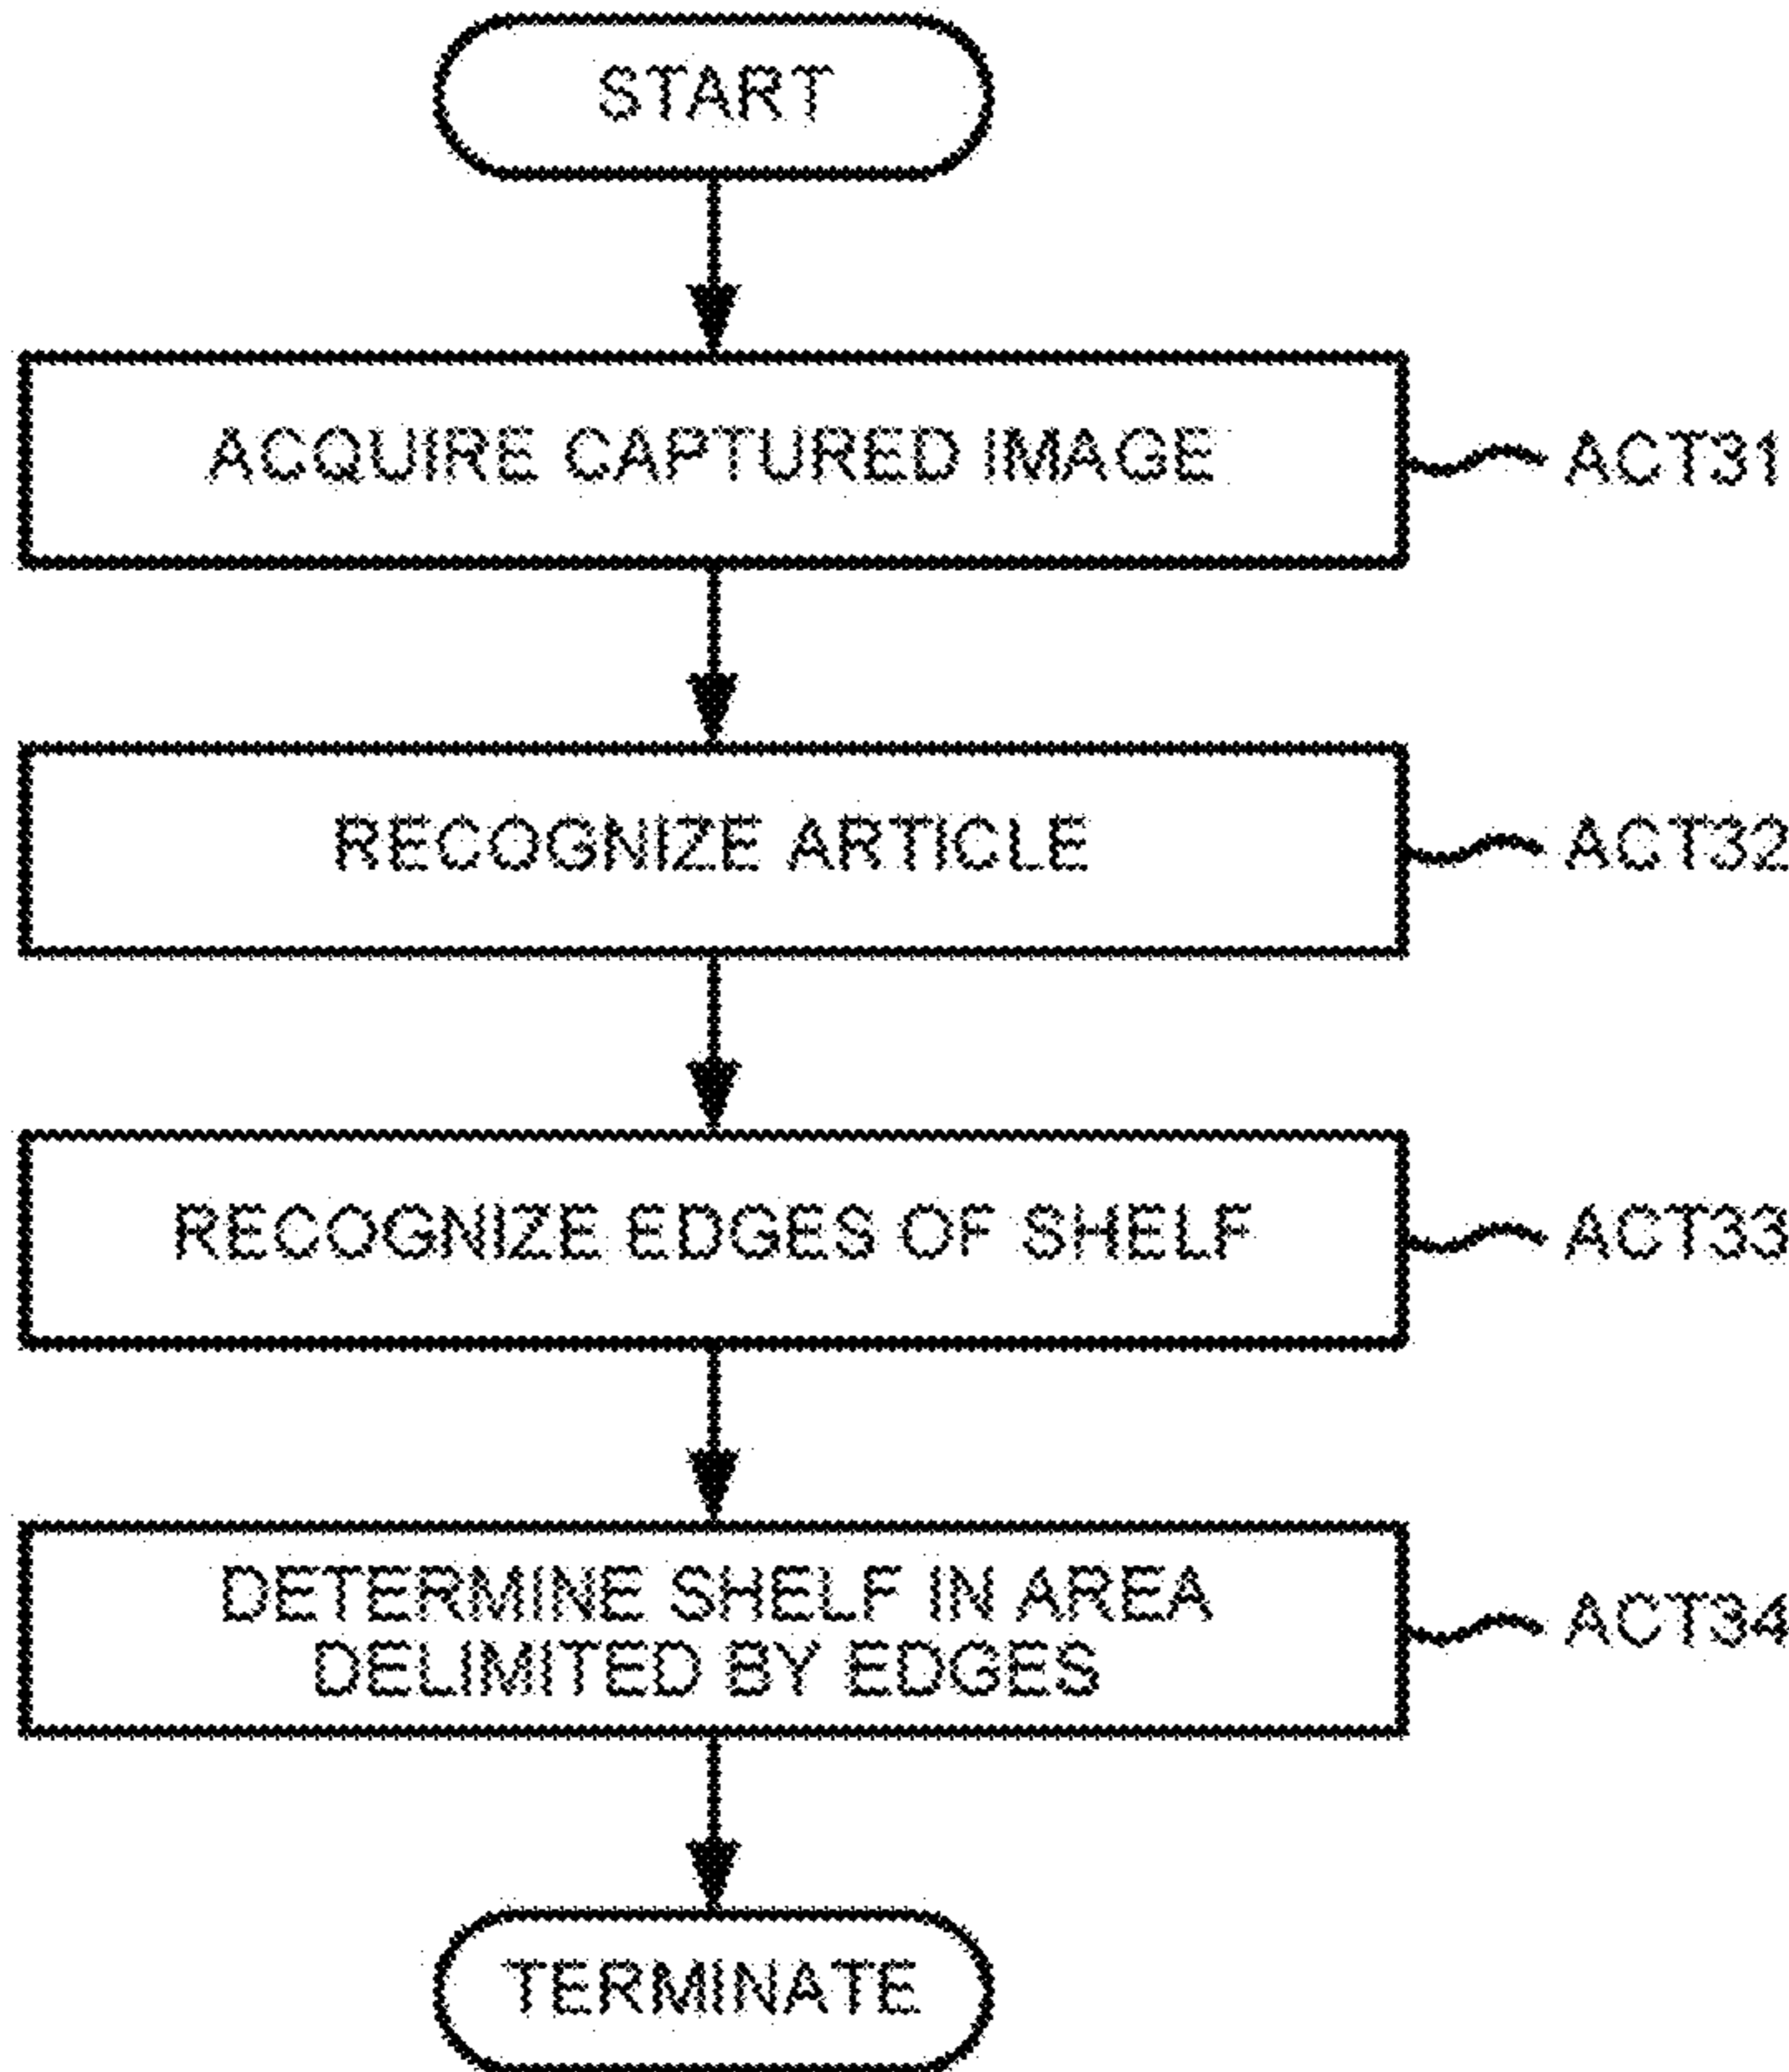 START
ACQUIRE CAPTURED IMAGE
ACT31
RECOGNIZE ARTICLE
ACT32
RECOGNIZE EDGES OF SHELF
ACT33
DETERMINE SHELF IN AREA
DELIMITED BY EDGES
ACT34
TERMINATE